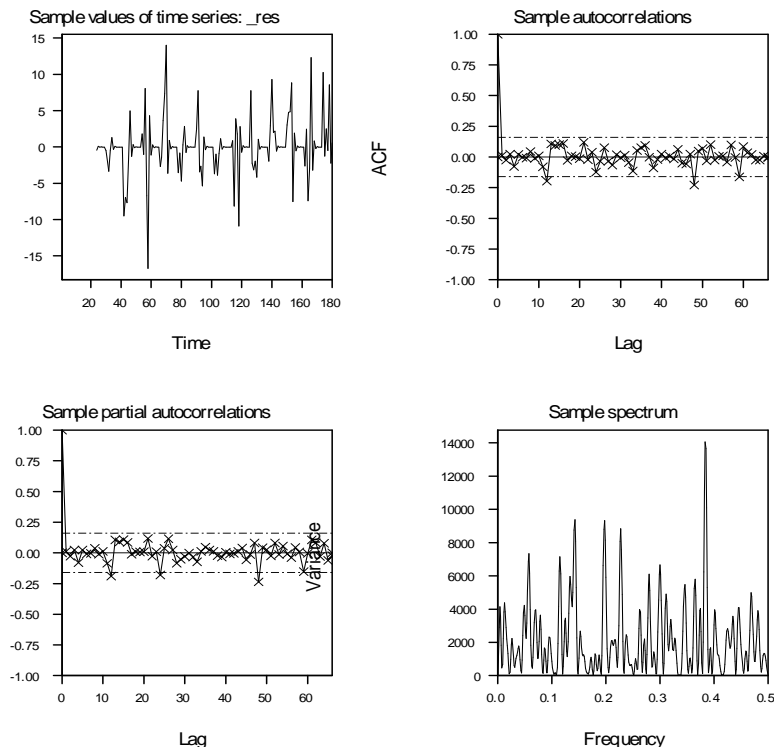 Sample values of time series: _res
15
10
5
0
-5
-10
-15
20 40 60 80 100 120 140 160 180
Time
Sample autocorrelations
1.00
0.75
0.50
0.25
0.00
-0.25
-0.50
-0.75
-1.00
ACF
0 10 20 30 40 50 60
Lag
Sample partial autocorrelations
1.00
0.75
0.50
0.25
0.00
-0.25
-0.50
-0.75
-1.00
0 10 20 30 40 50 60
Lag
Sample spectrum
14000
12000
10000
8000
6000
4000
2000
0
Variance
0.0 0.1 0.2 0.3 0.4 0.5
Frequency